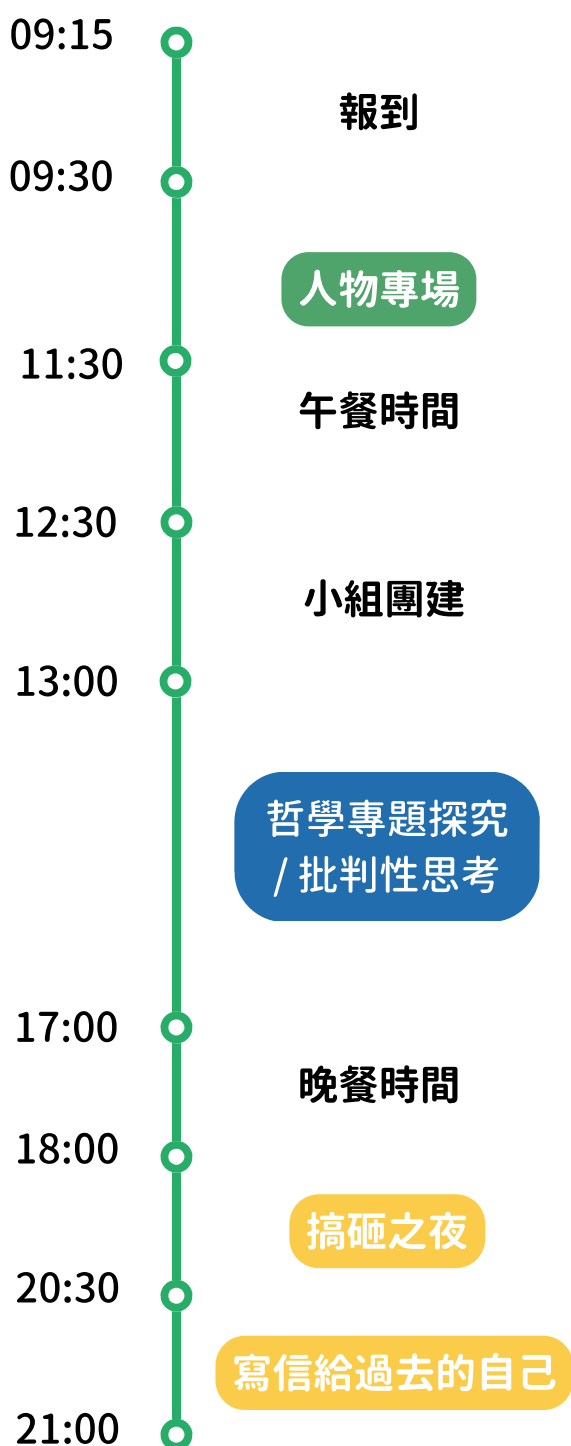 09:15
報到
09:30
人物專場
11:30
午餐時間
12:30
小組團建
13:00
哲學專題探究
/ 批判性思考
17:00
晚餐時間
18:00
搞砸之夜
20:30
寫信給過去的自己
21:00